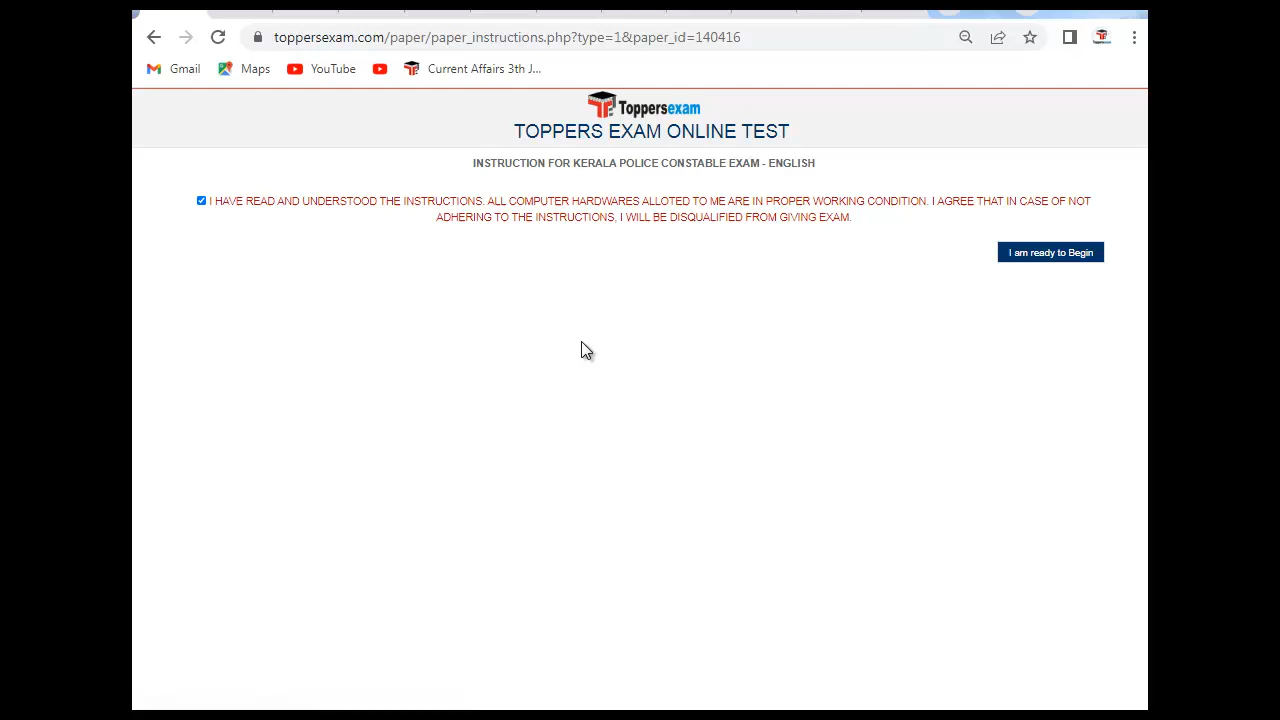 toppersexam.com/paper/paper_instructions.php?type=1&paper_id=140416
Gmail Maps YouTube Current Affairs 3th J...
Toppersexam
TOPPERS EXAM ONLINE TEST
INSTRUCTION FOR KERALA POLICE CONSTABLE EXAM - ENGLISH
I HAVE READ AND UNDERSTOOD THE INSTRUCTIONS. ALL COMPUTER HARDWARES ALLOTED TO ME ARE IN PROPER WORKING CONDITION. I AGREE THAT IN CASE OF NOT
ADHERING TO THE INSTRUCTIONS, I WILL BE DISQUALIFIED FROM GIVING EXAM.
I am ready to Begin